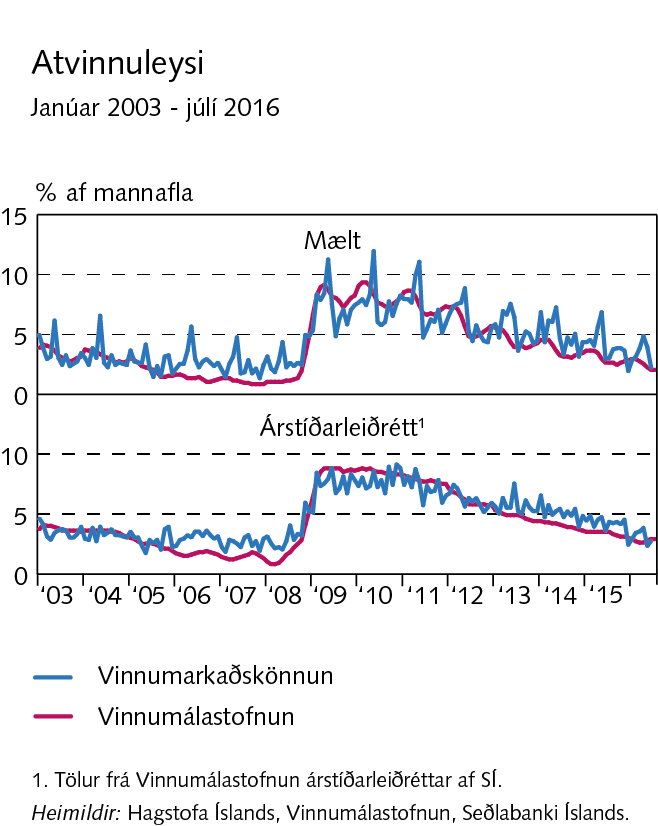 Atvinnuleysi
Janúar 2003 - júlí 2016
% af mannafla
15
Mælt
10
5
0
Árstíðarleiðrétt¹
10
5
0
‘03 ‘04 ‘05 ‘06 ‘07 ‘08 ‘09 ‘10 ‘11 ‘12 ‘13 ‘14 ‘15
Vinnumarkaðskönnun
Vinnumálastofnun
1. Tölur frá Vinnumálastofnun árstíðarleiðréttar af SÍ.
Heimildir: Hagstofa Íslands, Vinnumálastofnun, Seðlabanki Íslands.